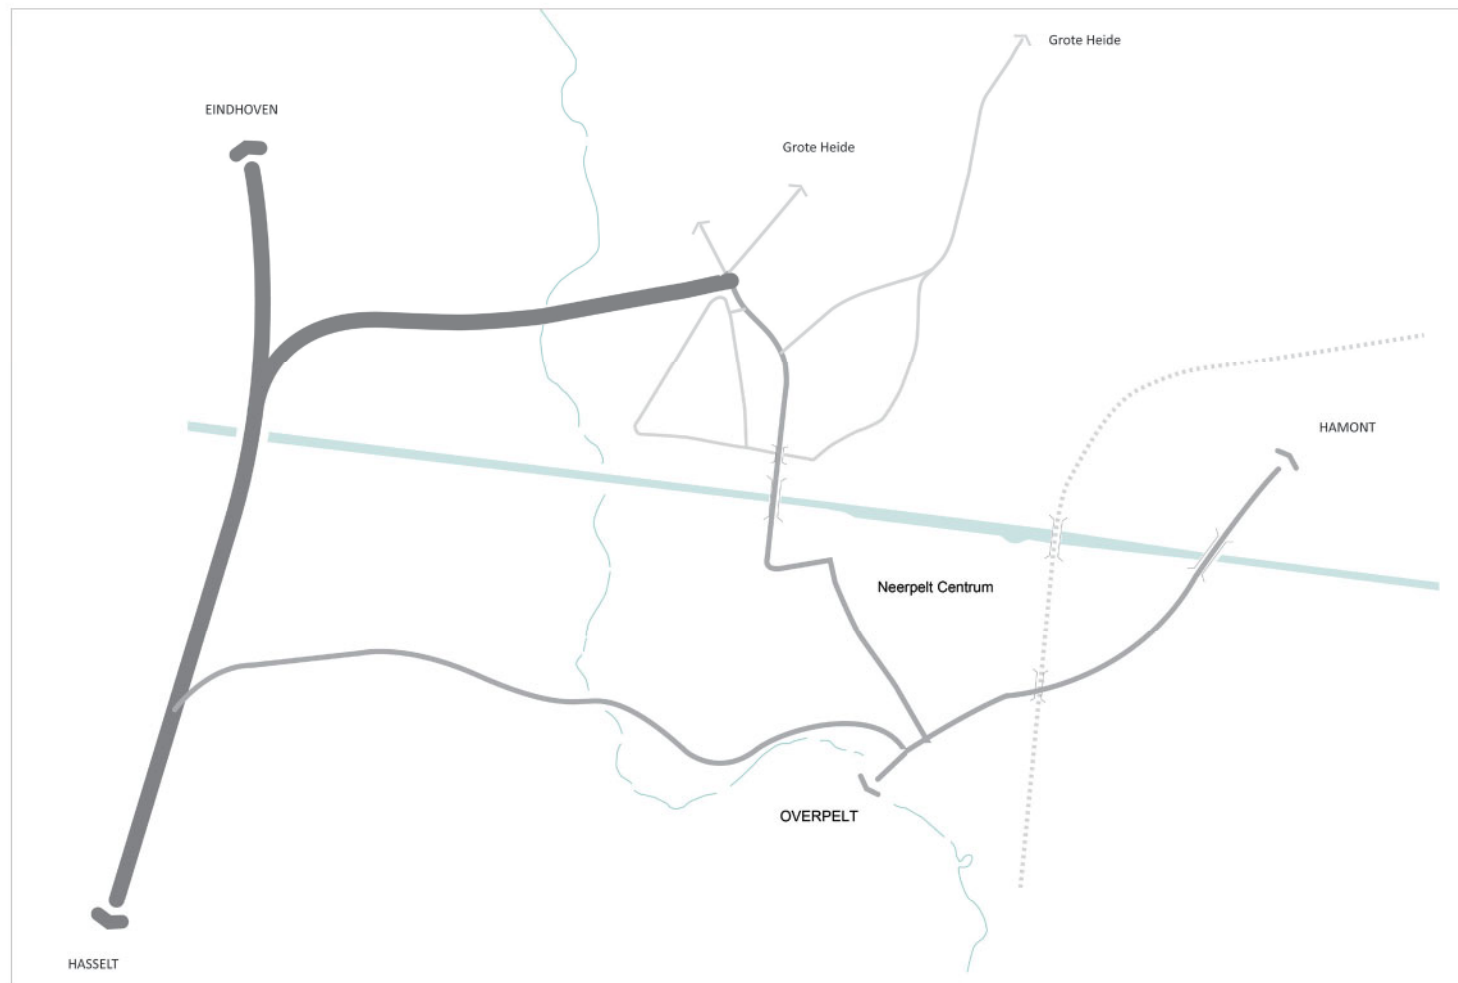 Grote Heide
EINDHOVEN
Grote Heide
HAMONT
Neerpelt Centrum
OVERPELT
HASSELT